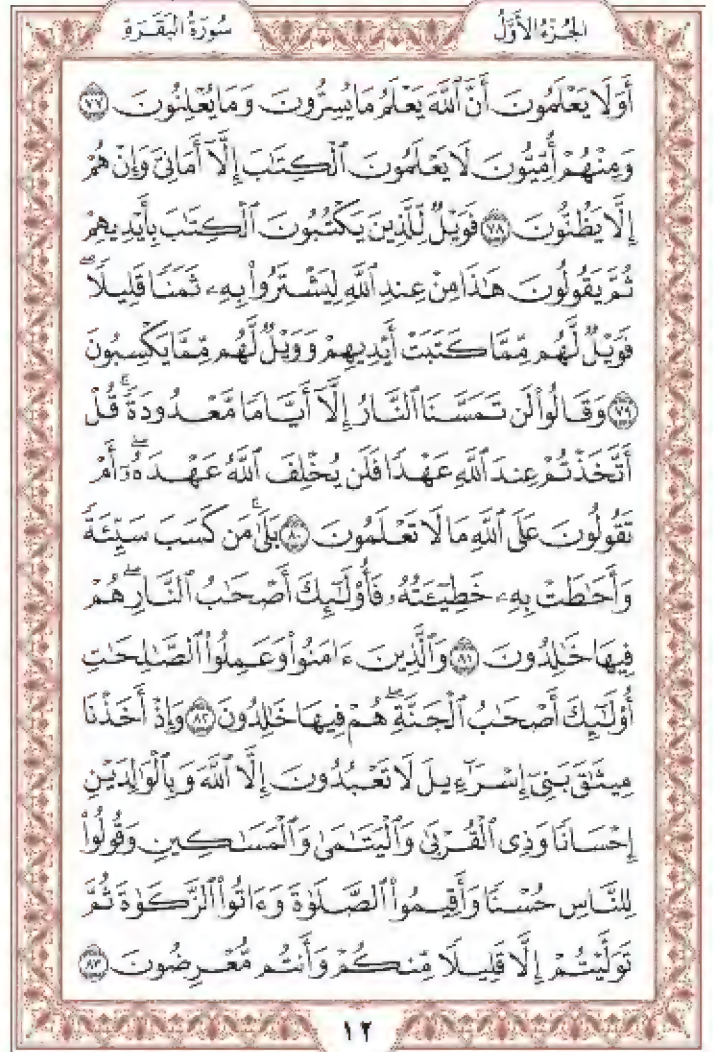 الجُزْءُ الأَوَّلُ
سُورَةُ الْبَقَرَةِ
أَوَلَا يَعْلَمُونَ أَنَّ ٱللَّهَ يَعْلَمُ مَا يُسِرُّونَ وَمَا يُعْلِنُونَ ٧٧
وَمِنْهُمْ أُمِّيُّونَ لَا يَعْلَمُونَ ٱلْكِتَٰبَ إِلَّآ أَمَانِىَّ وَإِنْ هُمْ
إِلَّا يَظُنُّونَ ٧٨ فَوَيْلٌ لِّلَّذِينَ يَكْتُبُونَ ٱلْكِتَٰبَ بِأَيْدِيهِمْ
ثُمَّ يَقُولُونَ هَٰذَا مِنْ عِندِ ٱللَّهِ لِيَشْتَرُوا۟ بِهِۦ ثَمَنًا قَلِيلًا ۖ
فَوَيْلٌ لَّهُم مِّمَّا كَتَبَتْ أَيْدِيهِمْ وَوَيْلٌ لَّهُم مِّمَّا يَكْسِبُونَ
٧٩ وَقَالُوا۟ لَن تَمَسَّنَا ٱلنَّارُ إِلَّآ أَيَّامًا مَّعْدُودَةً ۚ قُلْ
أَتَّخَذْتُمْ عِندَ ٱللَّهِ عَهْدًا فَلَن يُخْلِفَ ٱللَّهُ عَهْدَهُۥٓ ۖ أَمْ
تَقُولُونَ عَلَى ٱللَّهِ مَا لَا تَعْلَمُونَ ٨٠ بَلَىٰ ۚ مَن كَسَبَ سَيِّئَةً
وَأَحَٰطَتْ بِهِۦ خَطِيٓـَٔتُهُۥ فَأُو۟لَٰٓئِكَ أَصْحَٰبُ ٱلنَّارِ ۖ هُمْ
فِيهَا خَٰلِدُونَ ٨١ وَٱلَّذِينَ ءَامَنُوا۟ وَعَمِلُوا۟ ٱلصَّٰلِحَٰتِ
أُو۟لَٰٓئِكَ أَصْحَٰبُ ٱلْجَنَّةِ ۖ هُمْ فِيهَا خَٰلِدُونَ ٨٢ وَإِذْ أَخَذْنَا
مِيثَٰقَ بَنِىٓ إِسْرَٰٓءِيلَ لَا تَعْبُدُونَ إِلَّا ٱللَّهَ وَبِٱلْوَٰلِدَيْنِ
إِحْسَانًا وَذِى ٱلْقُرْبَىٰ وَٱلْيَتَٰمَىٰ وَٱلْمَسَٰكِينِ وَقُولُوا۟
لِلنَّاسِ حُسْنًا وَأَقِيمُوا۟ ٱلصَّلَوٰةَ وَءَاتُوا۟ ٱلزَّكَوٰةَ ثُمَّ
تَوَلَّيْتُمْ إِلَّا قَلِيلًا مِّنكُمْ وَأَنتُم مُّعْرِضُونَ ٨٣
١٢